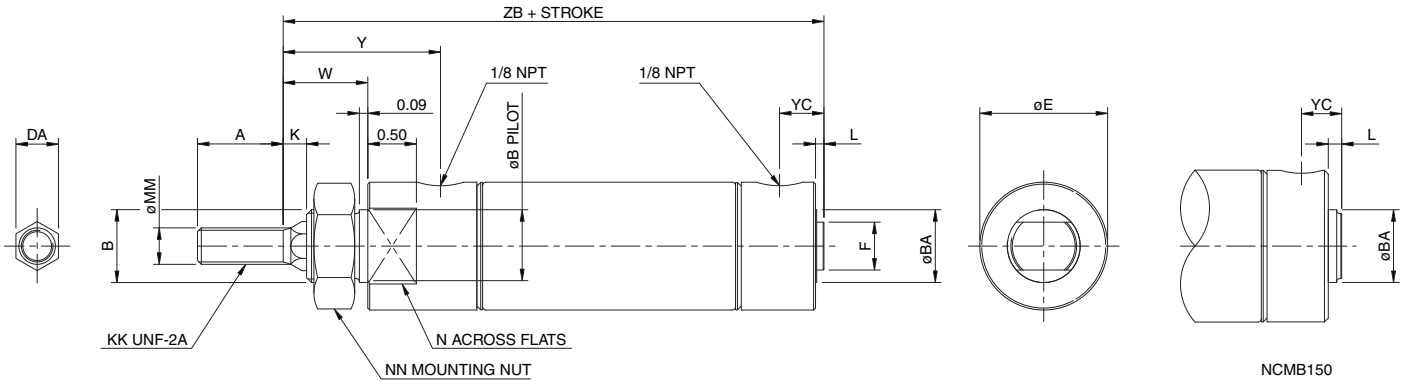 ZB + STROKE
Y
W
1/8 NPT
1/8 NPT
0.09
YC
L
øE
YC
L
DA
A
K
0.50
øB PILOT
øMM
B
F
øBA
øBA
KK UNF-2A
N ACROSS FLATS
NN MOUNTING NUT
NCMB150